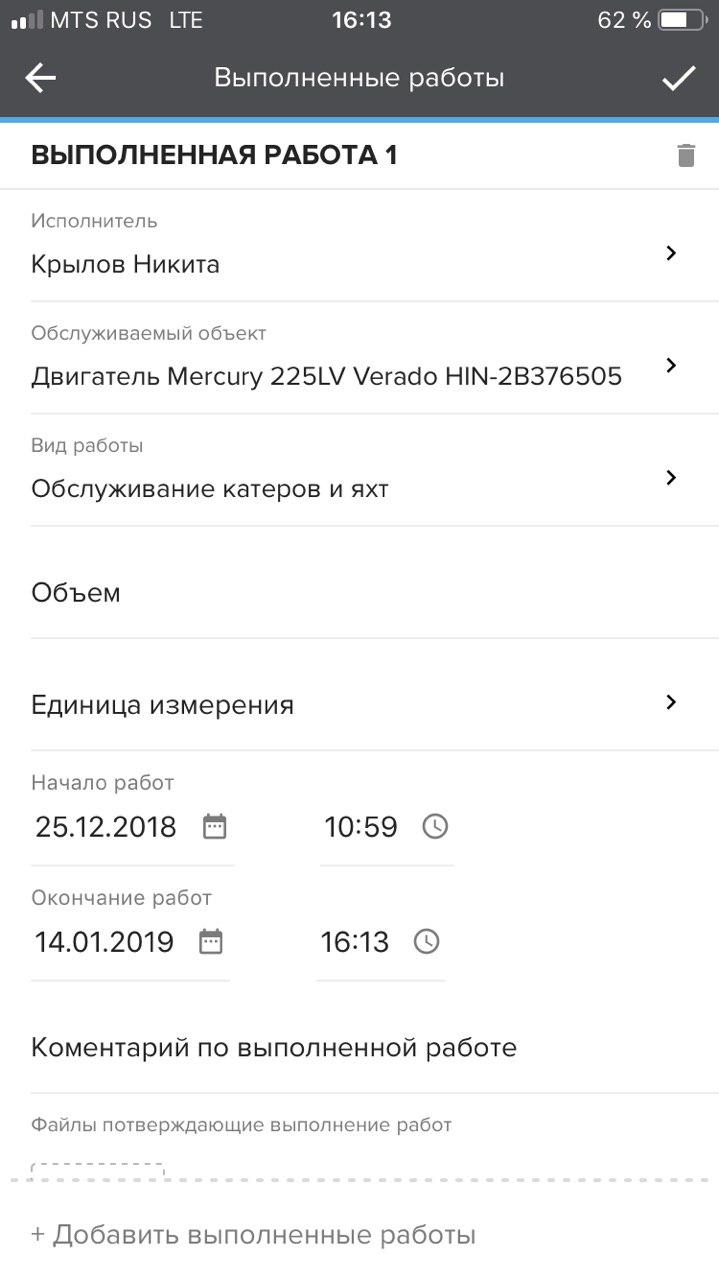 MTS RUS LTE 16:13 62 %
Выполненные работы
ВЫПОЛНЕННАЯ РАБОТА 1
Исполнитель
Крылов Никита
Обслуживаемый объект
Двигатель Mercury 225LV Verado HIN-2B376505
Вид работы
Обслуживание катеров и яхт
Объем
Единица измерения
Начало работ
25.12.2018 10:59
Окончание работ
14.01.2019 16:13
Коментарий по выполненной работе
Файлы потверждающие выполнение работ
+ Добавить выполненные работы